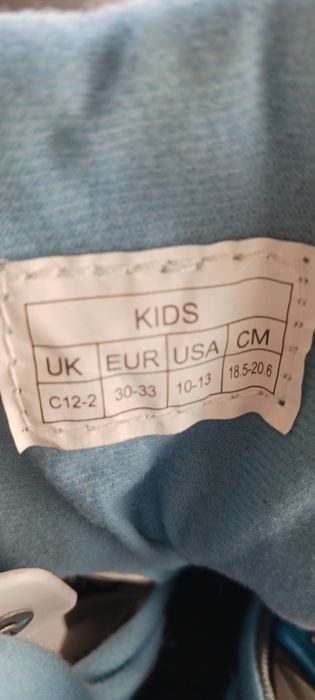 KIDS
UK EUR USA CM
C12-2 30-33 10-13 18.5-20.6